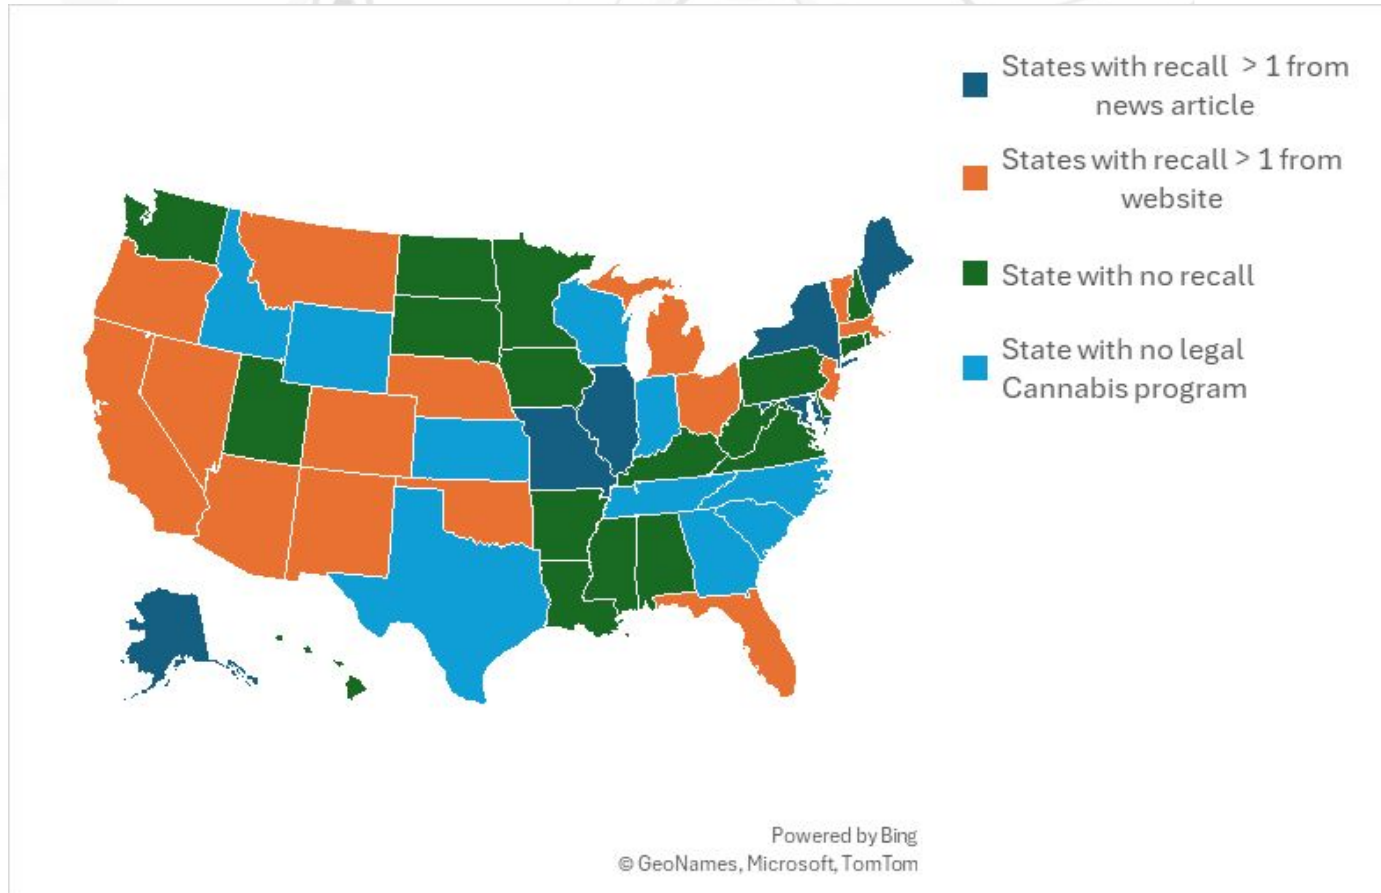 States with recall > 1 from
news article
States with recall > 1 from
website
State with no recall
State with no legal
Cannabis program
Powered by Bing
© GeoNames, Microsoft, TomTom